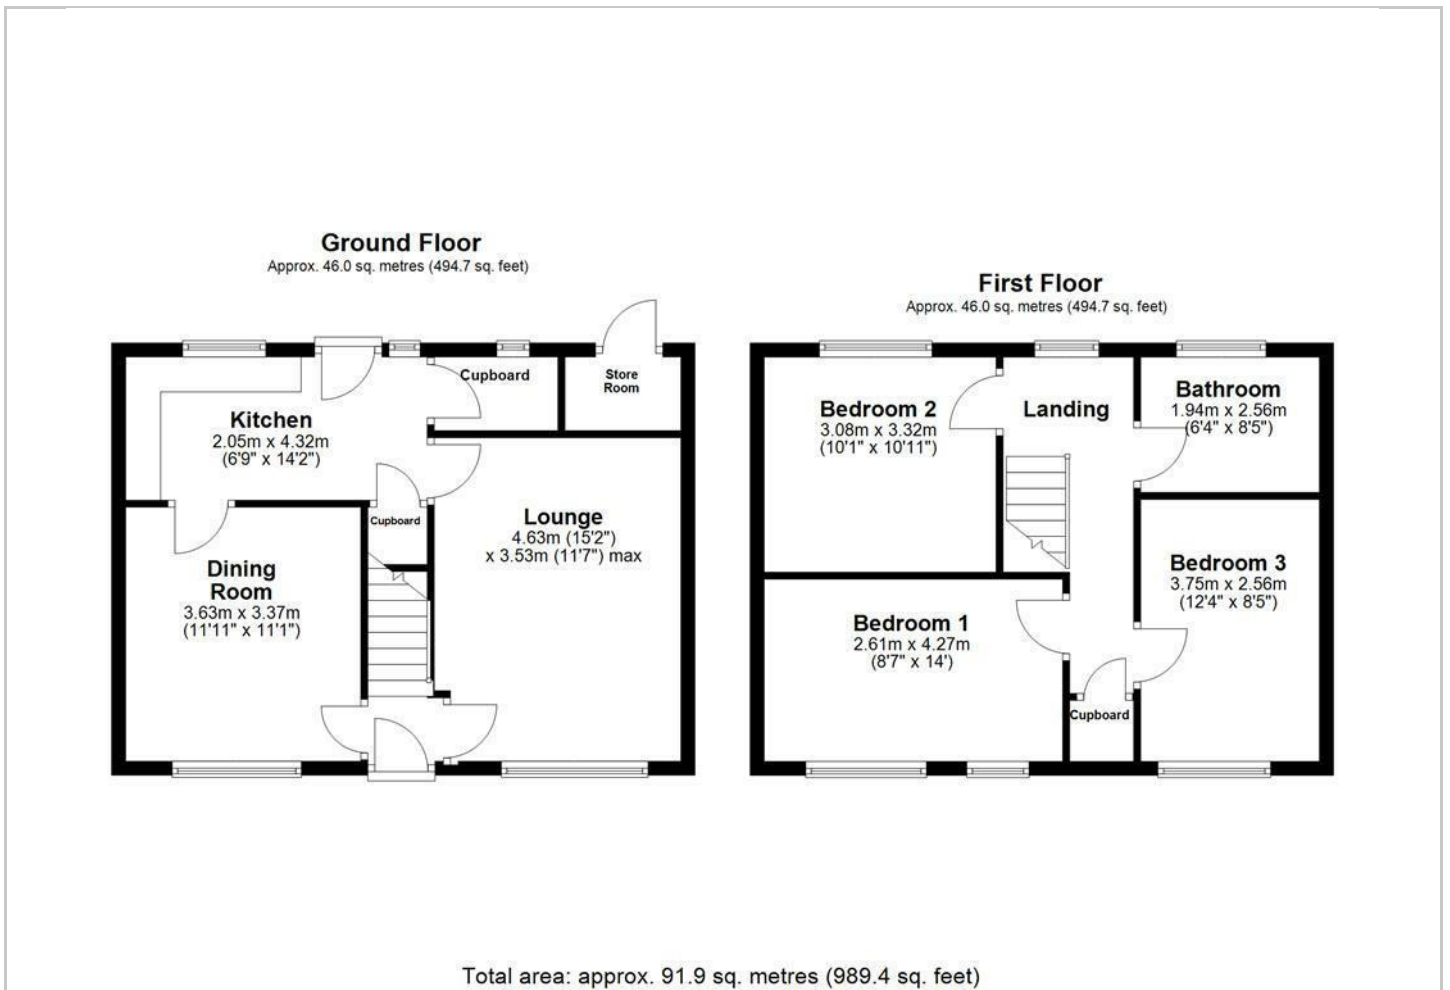 Ground Floor
Approx. 46.0 sq. metres (494.7 sq. feet)
Cupboard
Store
Room
Kitchen
2.05m x 4.32m
(6'9" x 14'2")
Cupboard
Lounge
4.63m (15'2")
x 3.53m (11'7") max
Dining
Room
3.63m x 3.37m
(11'11" x 11'1")
First Floor
Approx. 46.0 sq. metres (494.7 sq. feet)
Bedroom 2
3.08m x 3.32m
(10'1" x 10'11")
Landing
Bathroom
1.94m x 2.56m
(6'4" x 8'5")
Bedroom 1
2.61m x 4.27m
(8'7" x 14')
Bedroom 3
3.75m x 2.56m
(12'4" x 8'5")
Cupboard
Total area: approx. 91.9 sq. metres (989.4 sq. feet)